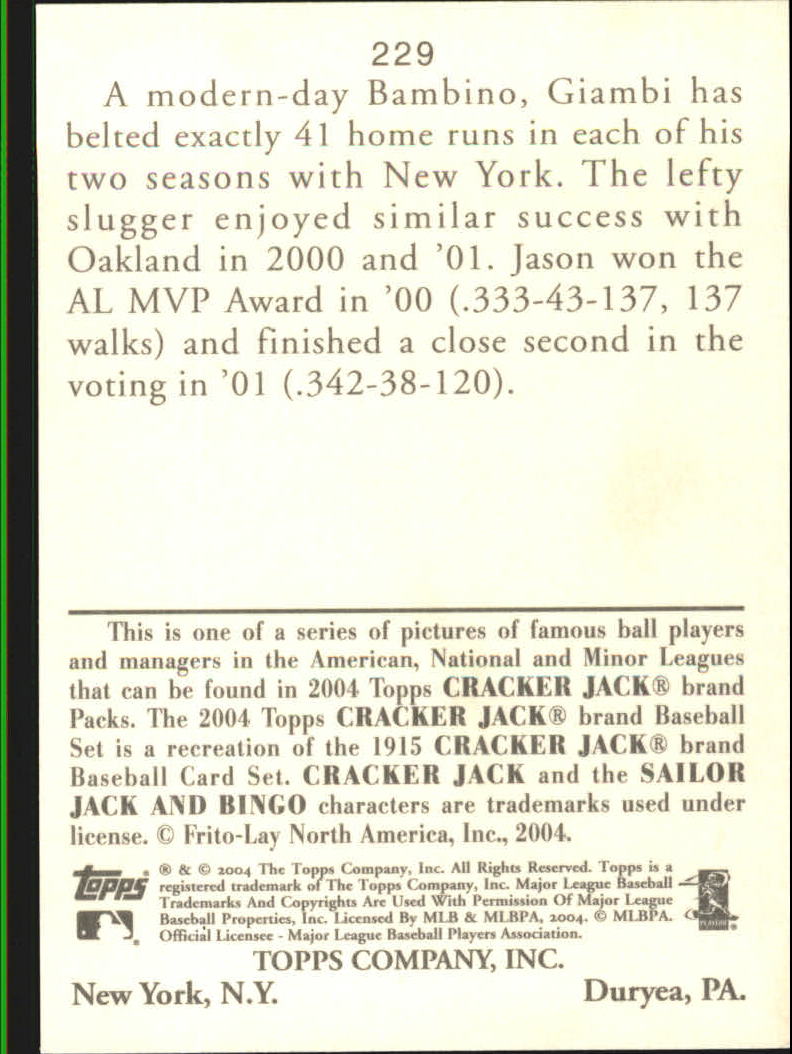 229
A modern-day Bambino, Giambi has
belted exactly 41 home runs in each of his
two seasons with New York. The lefty
slugger enjoyed similar success with
Oakland in 2000 and ’01. Jason won the
AL MVP Award in ’00 (.333-43-137, 137
walks) and finished a close second in the
voting in ’01 (.342-38-120).
This is one of a series of pictures of famous ball players
and managers in the American, National and Minor Leagues
that can be found in 2004 Topps CRACKER JACK® brand
Packs. The 2004 Topps CRACKER JACK® brand Baseball
Set is a recreation of the 1915 CRACKER JACK® brand
Baseball Card Set. CRACKER JACK and the SAILOR
JACK AND BINGO characters are trademarks used under
license. © Frito-Lay North America, Inc., 2004.
topps
® & © 2004 The Topps Company, Inc. All Rights Reserved. Topps is a
registered trademark of The Topps Company, Inc. Major League Baseball
Trademarks And Copyrights Are Used With Permission Of Major League
Baseball Properties, Inc. Licensed By MLB & MLBPA, 2004. © MLBPA.
Official Licensee - Major League Baseball Players Association.
TOPPS COMPANY, INC.
New York, N.Y. Duryea, PA.